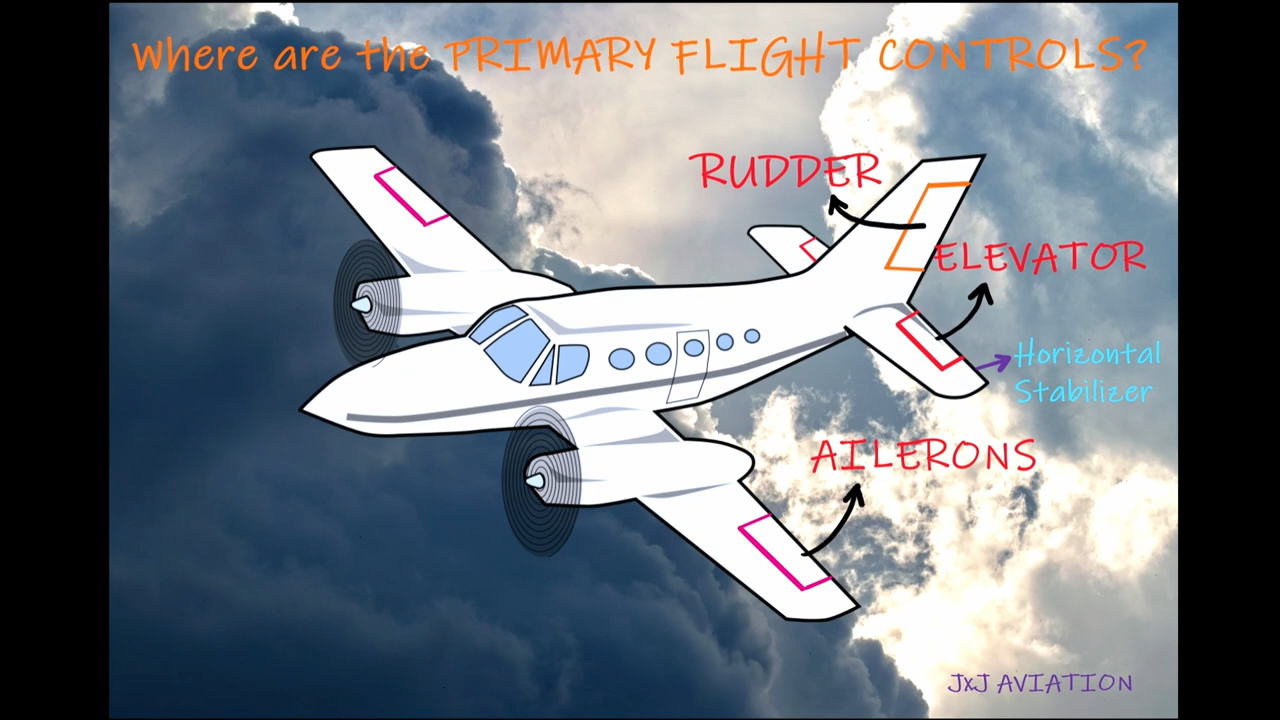 Where are the PRIMARY FLIGHT CONTROLS?
RUDDER
ELEVATOR
Horizontal
Stabilizer
AILERONS
JxJ AVIATION